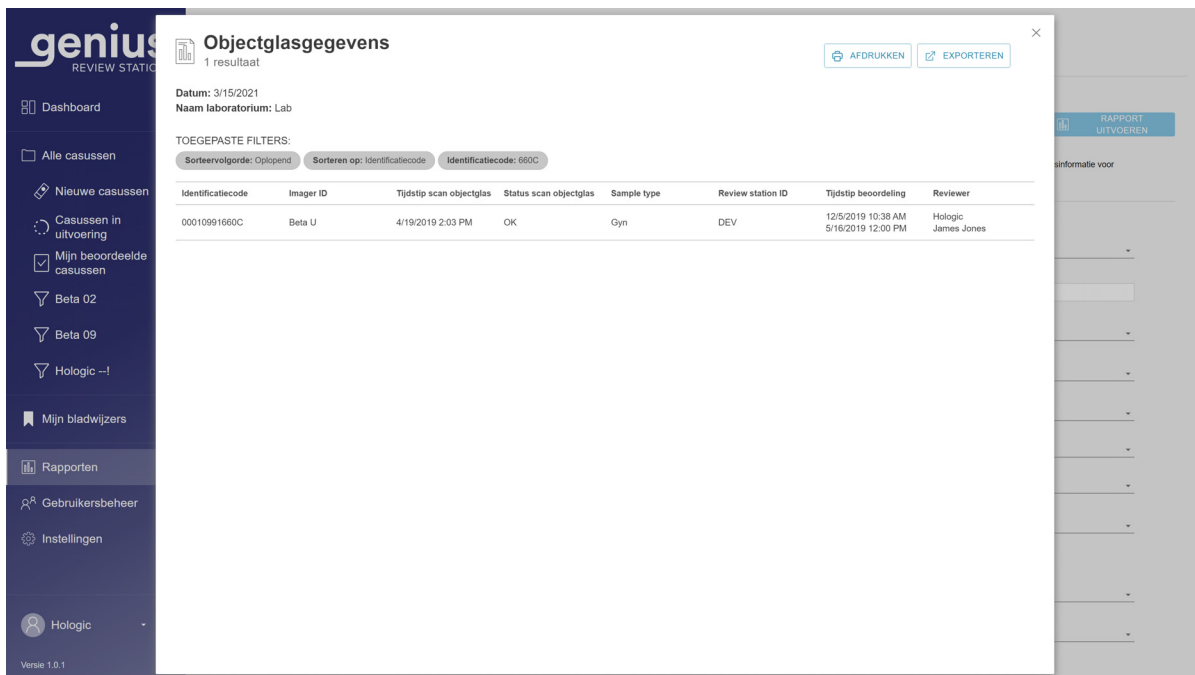 genius
REVIEW STATIO
Dashboard
Alle casussen
Nieuwe casussen
Casussen in
uitvoering
Mijn beoordeelde
casussen
Beta 02
Beta 09
Hologic --!
Mijn bladwijzers
Rapporten
Gebruikersbeheer
Instellingen
Hologic
Versie 1.0.1
Objectglasgegevens
1 resultaat
AFDRUKKEN
EXPORTEREN
Datum: 3/15/2021
Naam laboratorium: Lab
TOEGEPASTE FILTERS:
Sorteervolgorde: Oplopend Sorteren op: Identificatiecode Identificatiecode: 660C
Identificatiecode Imager ID Tijdstip scan objectglas Status scan objectglas Sample type Review station ID Tijdstip beoordeling Reviewer
00010991660C Beta U 4/19/2019 2:03 PM OK Gyn DEV 12/5/2019 10:38 AM Hologic
5/16/2019 12:00 PM James Jones
RAPPORT
UITVOEREN
sinformatie voor